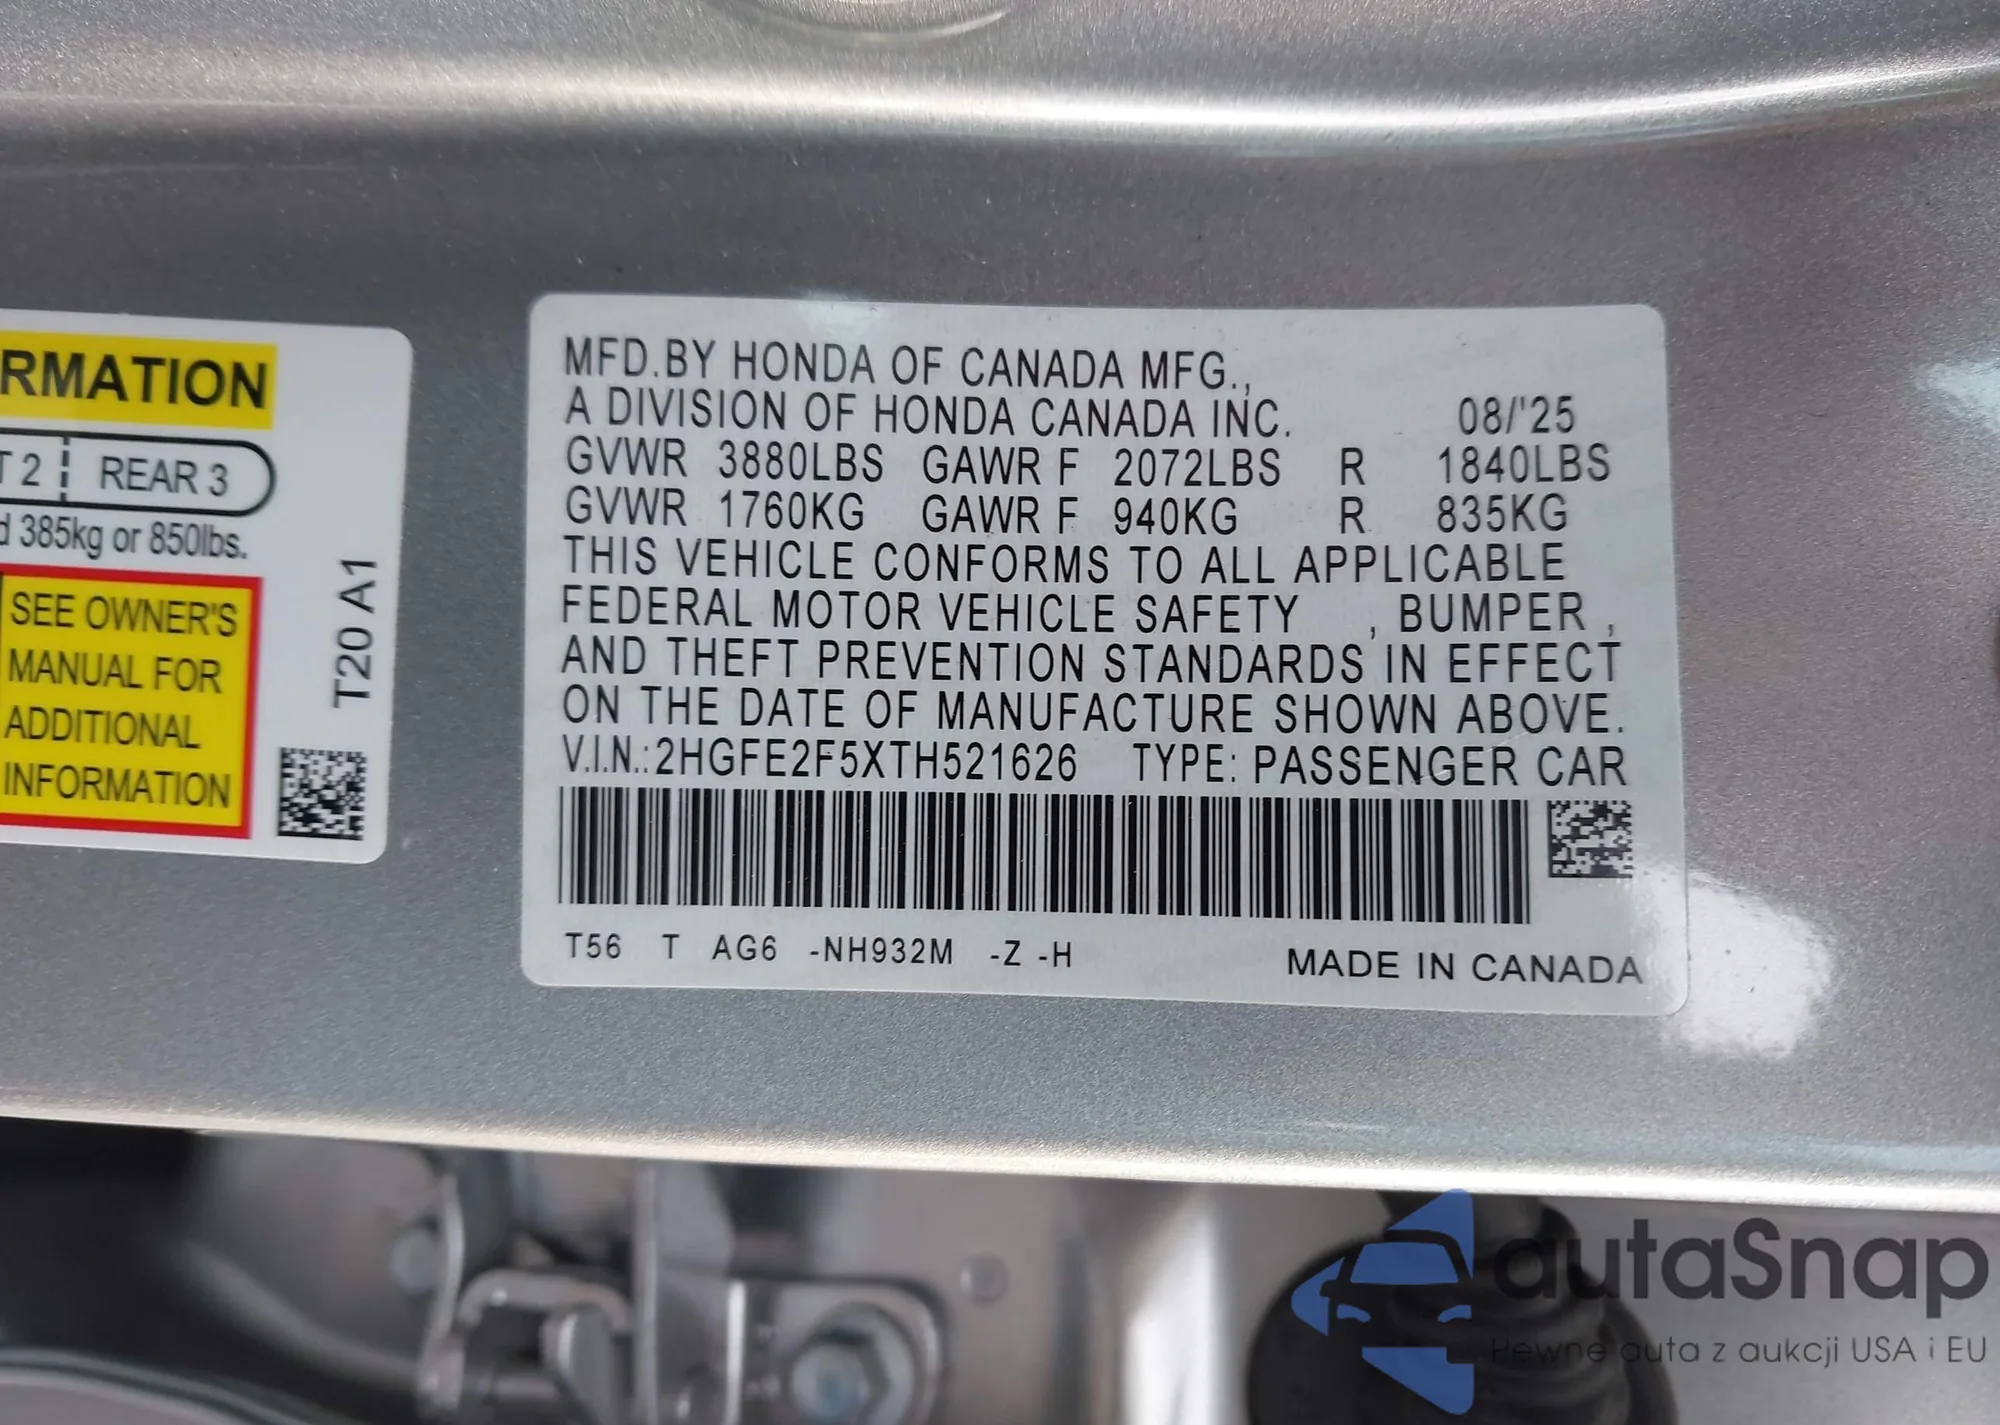 RMATION
T 2 REAR 3
d 385kg or 850lbs.
SEE OWNER'S
MANUAL FOR
ADDITIONAL
INFORMATION
T20 A1
MFD.BY HONDA OF CANADA MFG.,
A DIVISION OF HONDA CANADA INC. 08/'25
GVWR 3880LBS GAWR F 2072LBS R 1840LBS
GVWR 1760KG GAWR F 940KG R 835KG
THIS VEHICLE CONFORMS TO ALL APPLICABLE
FEDERAL MOTOR VEHICLE SAFETY , BUMPER ,
AND THEFT PREVENTION STANDARDS IN EFFECT
ON THE DATE OF MANUFACTURE SHOWN ABOVE.
V.I.N.:2HGFE2F5XTH521626 TYPE: PASSENGER CAR
T56 T AG6 -NH932M -Z -H MADE IN CANADA
autaSnap
Pewne auta z aukcji USA i EU